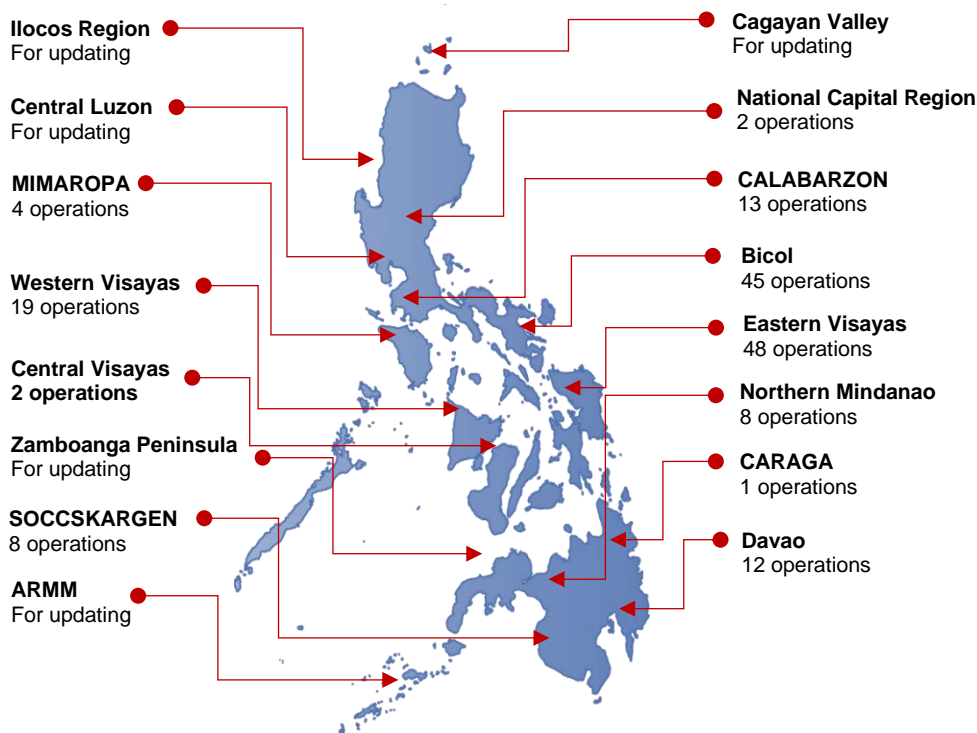 Ilocos Region
For updating
Central Luzon
For updating
MIMAROPA
4 operations
Western Visayas
19 operations
Central Visayas
2 operations
Zamboanga Peninsula
For updating
SOCCSKARGEN
8 operations
ARMM
For updating
Cagayan Valley
For updating
National Capital Region
2 operations
CALABARZON
13 operations
Bicol
45 operations
Eastern Visayas
48 operations
Northern Mindanao
8 operations
CARAGA
1 operations
Davao
12 operations